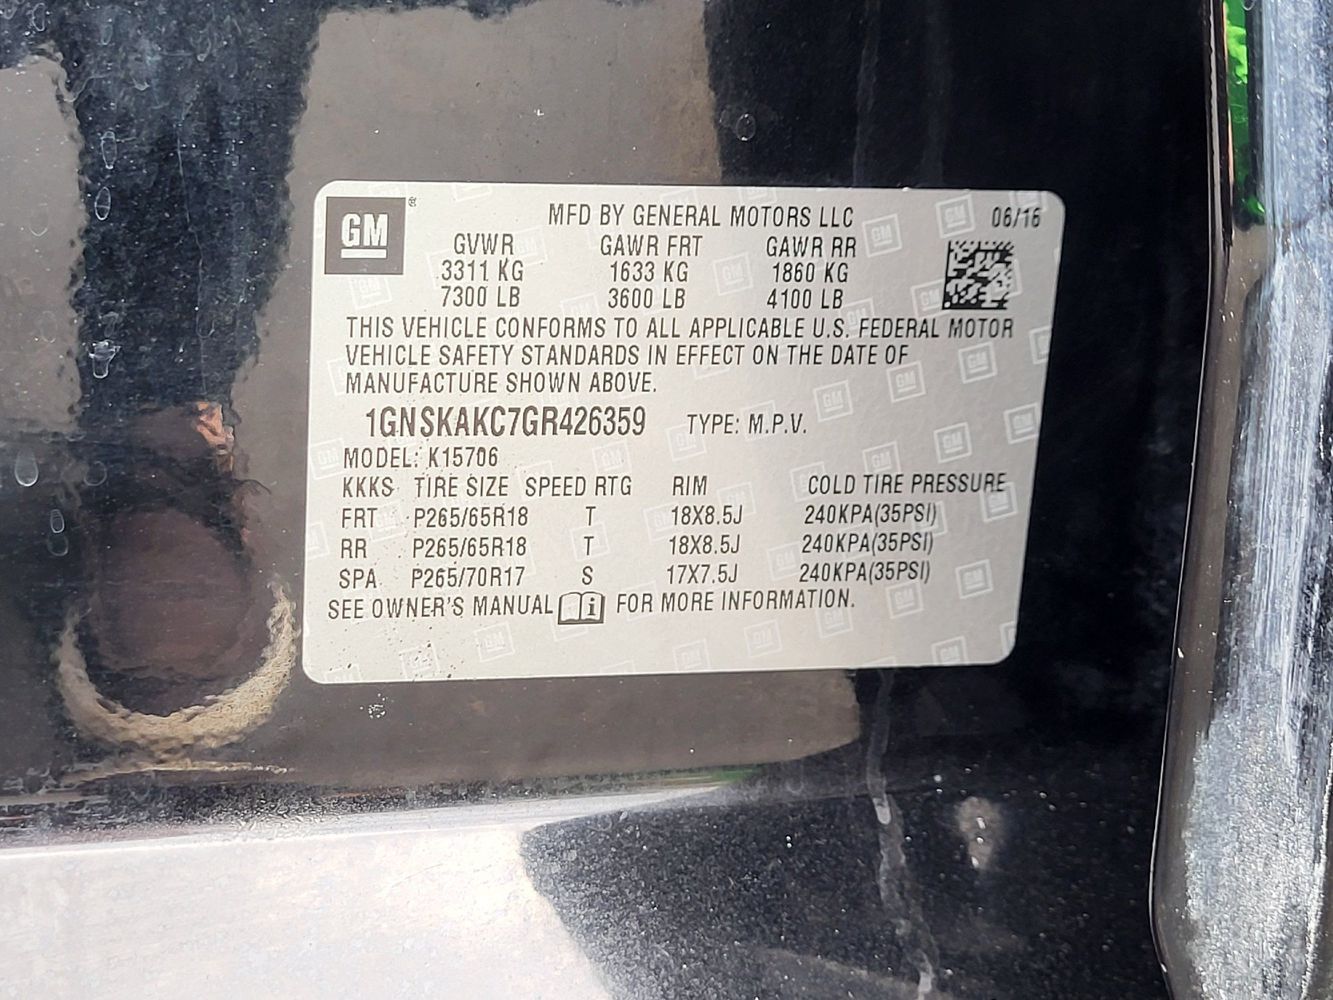 GM®
MFD BY GENERAL MOTORS LLC 06/16
GVWR GAWR FRT GAWR RR
3311 KG 1633 KG 1860 KG
7300 LB 3600 LB 4100 LB
THIS VEHICLE CONFORMS TO ALL APPLICABLE U.S. FEDERAL MOTOR
VEHICLE SAFETY STANDARDS IN EFFECT ON THE DATE OF
MANUFACTURE SHOWN ABOVE.
1GNSKAKC7GR426359 TYPE: M.P.V.
MODEL: K15706
KKKS TIRE SIZE SPEED RTG RIM COLD TIRE PRESSURE
FRT P265/65R18 T 18X8.5J 240KPA(35PSI)
RR P265/65R18 T 18X8.5J 240KPA(35PSI)
SPA P265/70R17 S 17X7.5J 240KPA(35PSI)
SEE OWNER'S MANUAL i FOR MORE INFORMATION.